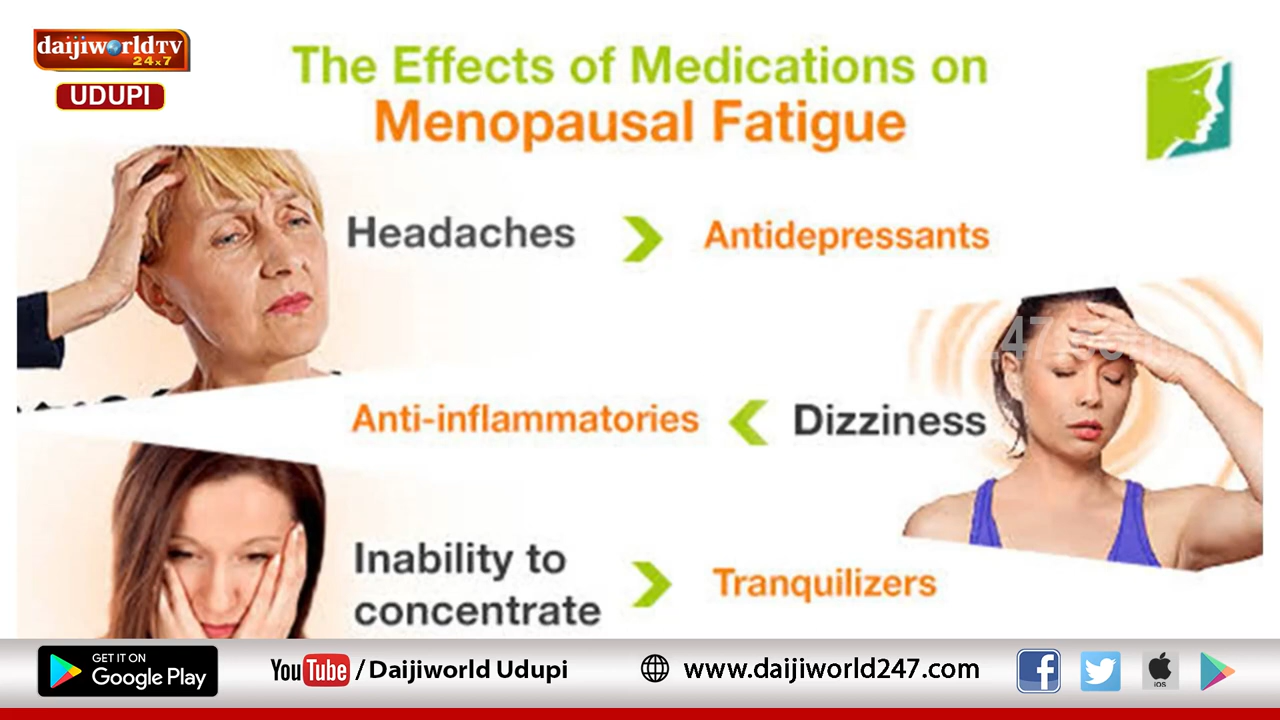 daijiworldTV
24x7
UDUPI
The Effects of Medications on
Menopausal Fatigue
Headaches
Antidepressants
Anti-inflammatories
Dizziness
Inability to
concentrate
Tranquilizers
GET IT ON
Google Play
YouTube / Daijiworld Udupi
www.daijiworld247.com
iOS